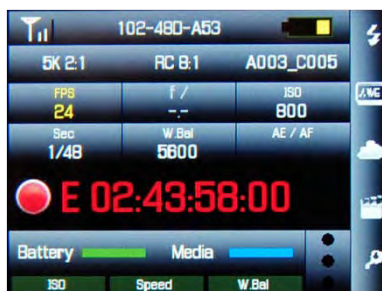 102-480-A53
5K 2:1 RC 8:1 A003_C005
FPS f / ISO
24 -.- 800
Sec W.Bal AE / AF
1/48 5600
E 02:43:58:00
Battery Media
ISO Speed W.Bal